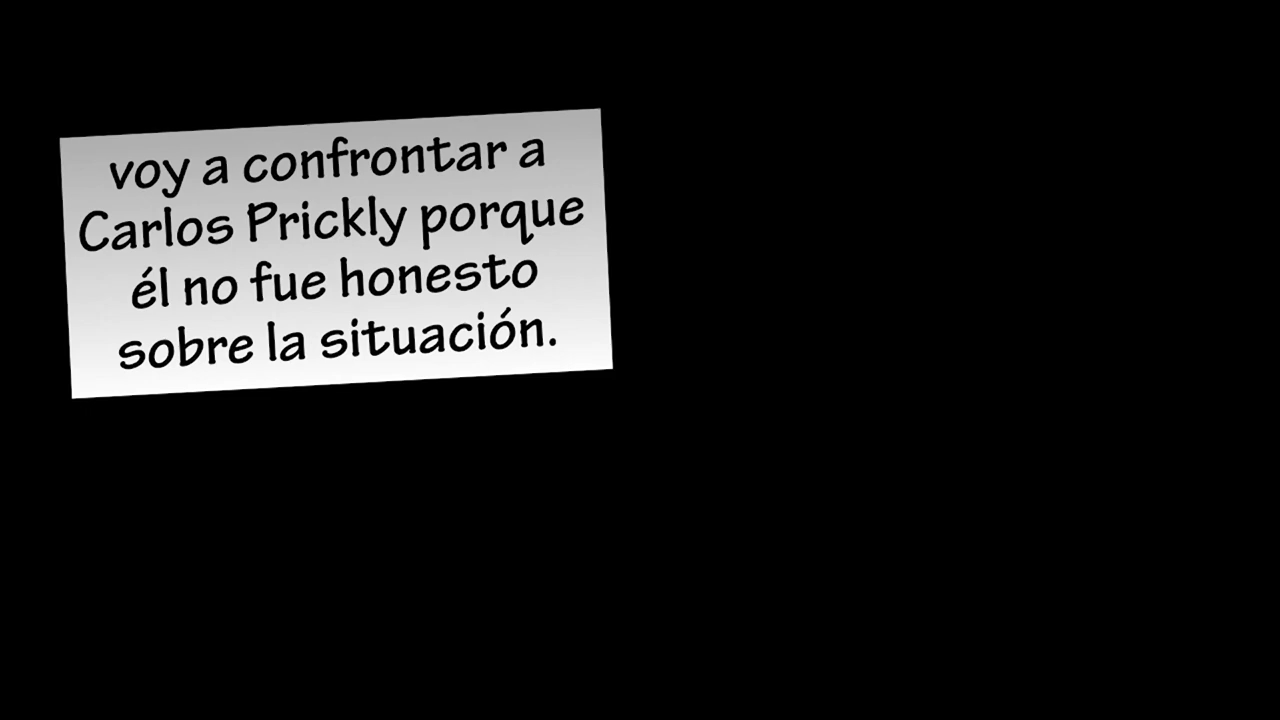 voy a confrontar a
Carlos Prickly porque
él no fue honesto
sobre la situación.